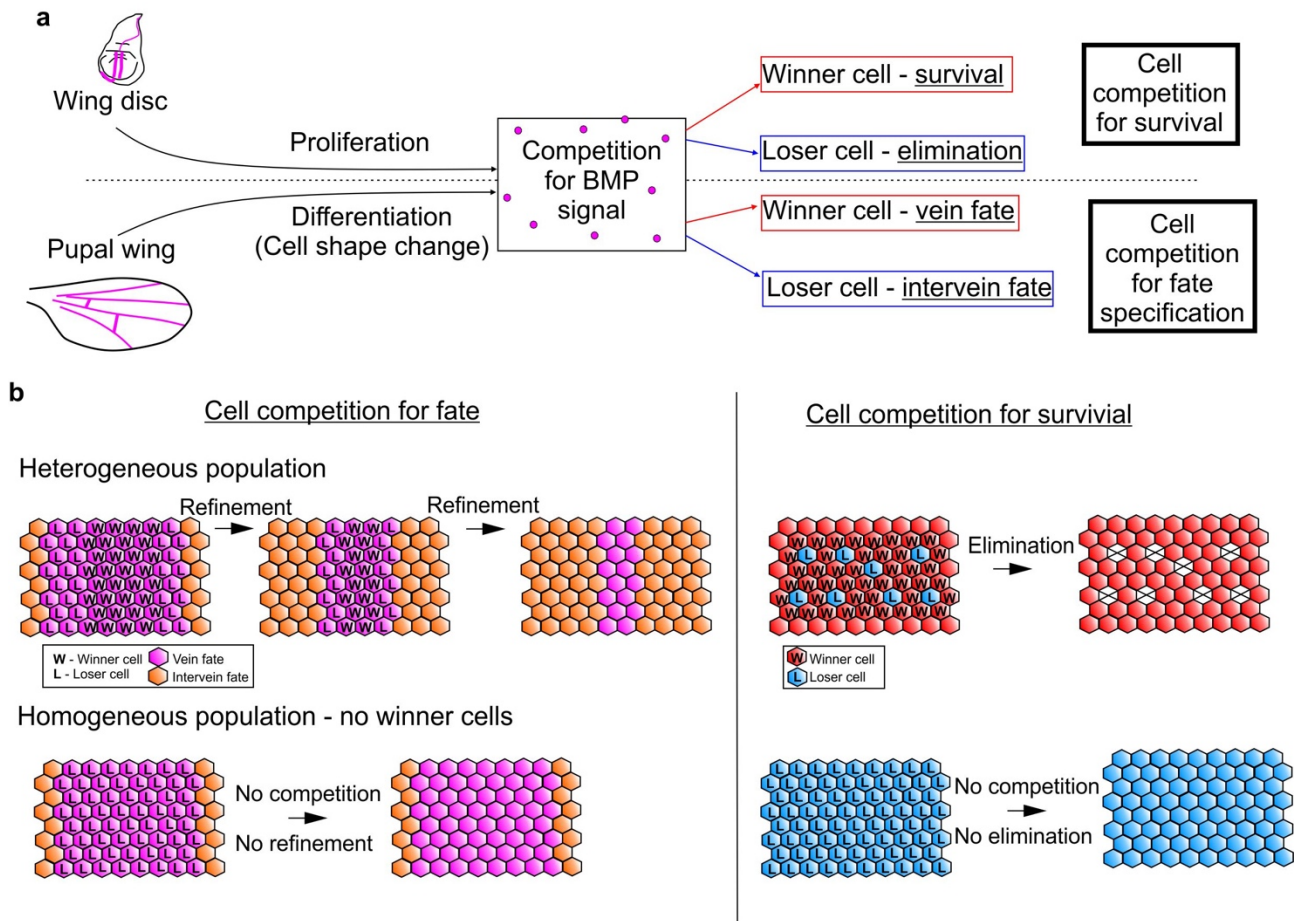 a
Wing disc
Proliferation
Differentiation
(Cell shape change)
Pupal wing
Competition
for BMP
signal
Winner cell - survival
Loser cell - elimination
Winner cell - vein fate
Loser cell - intervein fate
Cell
competition
for survival
Cell
competition
for fate
specification
b
Cell competition for fate
Heterogeneous population
Refinement
Refinement
L L W W W W L
L W W L
W - Winner cell
L - Loser cell
Vein fate
Intervein fate
Homogeneous population - no winner cells
No competition
No refinement
Cell competition for survivial
Elimination
W Winner cell
L Loser cell
No competition
No elimination